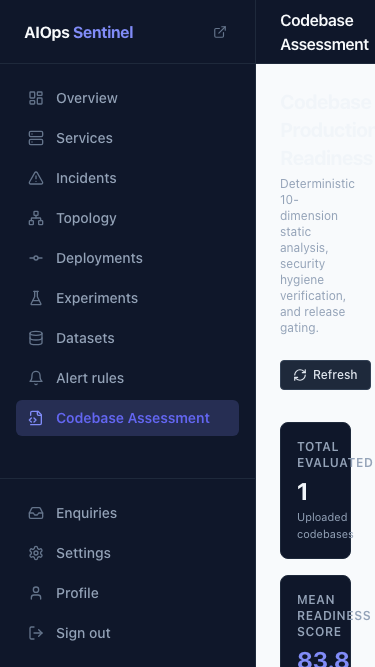 AIOps Sentinel
Overview
Services
Incidents
Topology
Deployments
Experiments
Datasets
Alert rules
Codebase Assessment
Enquiries
Settings
Profile
Sign out
Codebase
Assessment
Codebase
Production
Readiness
Deterministic
10-
dimension
static
analysis,
security
hygiene
verification,
and release
gating.
Refresh
TOTAL
EVALUATED
1
Uploaded
codebases
MEAN
READINESS
SCORE
83.8